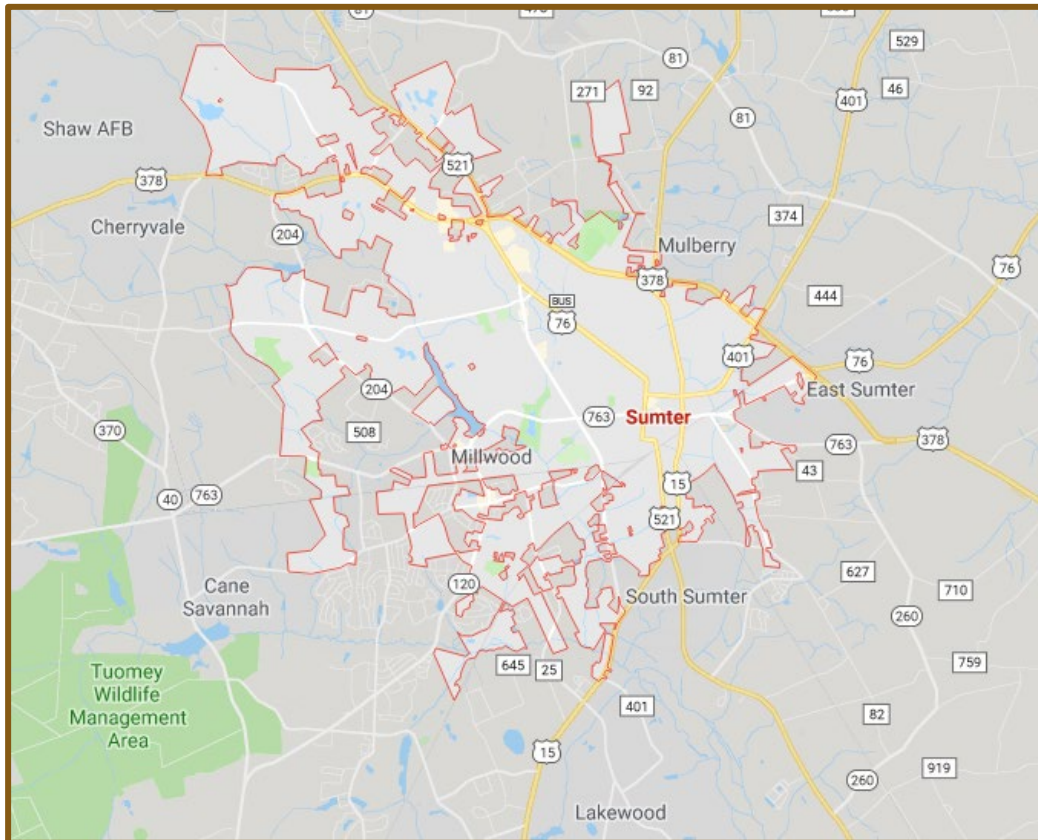 81
271
92
81
401
529
46
81
521
Shaw AFB
378
Cherryvale
204
374
Mulberry
378
76
444
BUS
76
401
76
East Sumter
204
763
Sumter
370
508
Millwood
763
378
43
15
40
763
521
Cane
Savannah
120
South Sumter
627
710
260
645
25
759
Tuomey
Wildlife
Management
Area
401
82
15
919
260
Lakewood